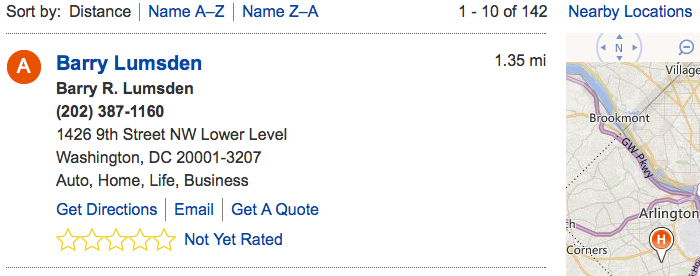 Sort by: Distance | Name A–Z | Name Z–A 1 - 10 of 142 Nearby Locations
N
A Barry Lumsden 1.35 mi
Village
Barry R. Lumsden
(202) 387-1160
Brookmont
1426 9th Street NW Lower Level
GW Pkwy
Washington, DC 20001-3207
Auto, Home, Life, Business
Get Directions | Email | Get A Quote
Arlington
H
Not Yet Rated
Corners